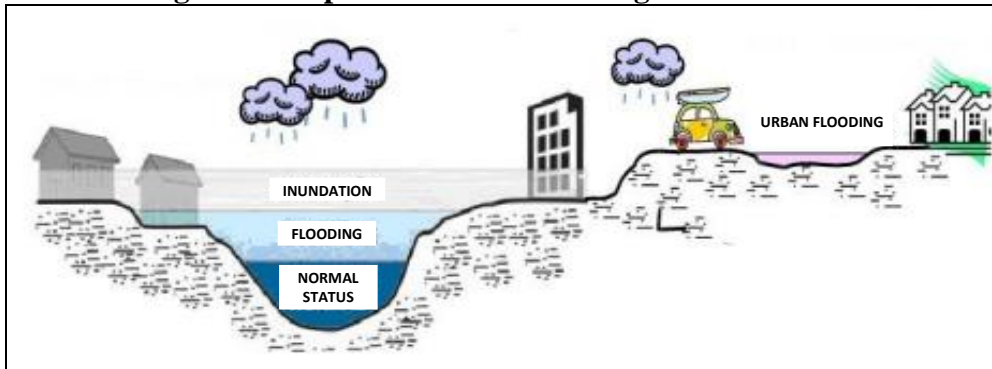 URBAN FLOODING
INUNDATION
FLOODING
NORMAL
STATUS